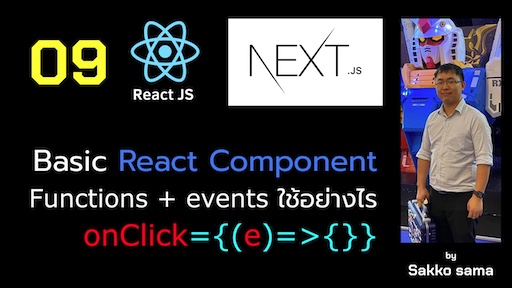 09
React JS
NEXT.JS
Basic React Component
Functions + events ใช้อย่างไร
onClick={(e)=>{}}
by
Sakko sama